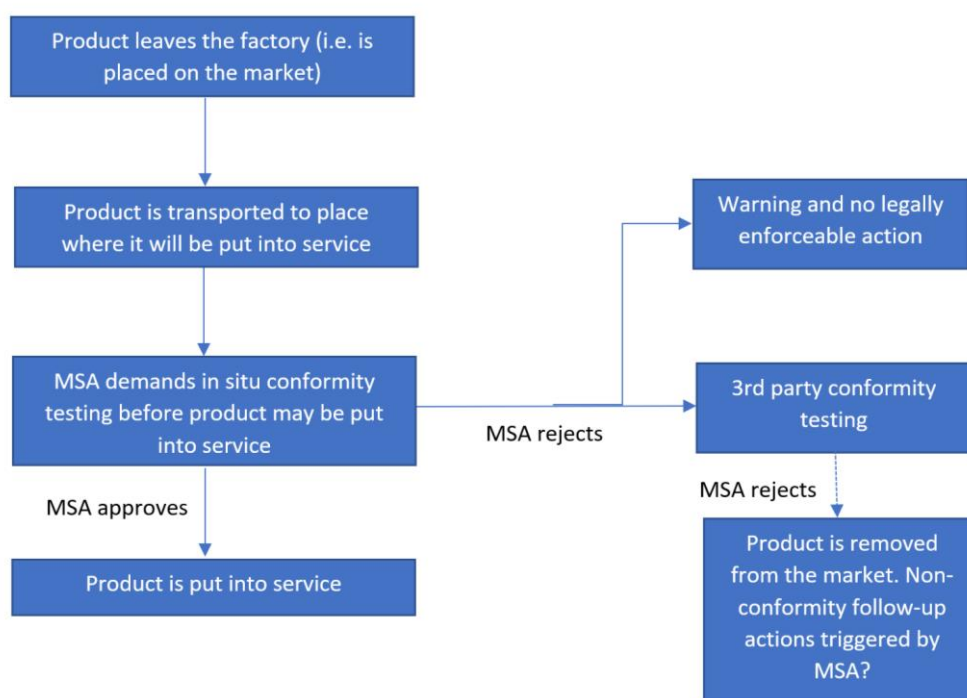 Product leaves the factory (i.e. is
placed on the market)
Product is transported to place
where it will be put into service
Warning and no legally
enforceable action
MSA demands in situ conformity
testing before product may be put
into service
3rd party conformity
testing
MSA rejects
MSA approves
MSA rejects
Product is put into service
Product is removed
from the market. Non-
conformity follow-up
actions triggered by
MSA?